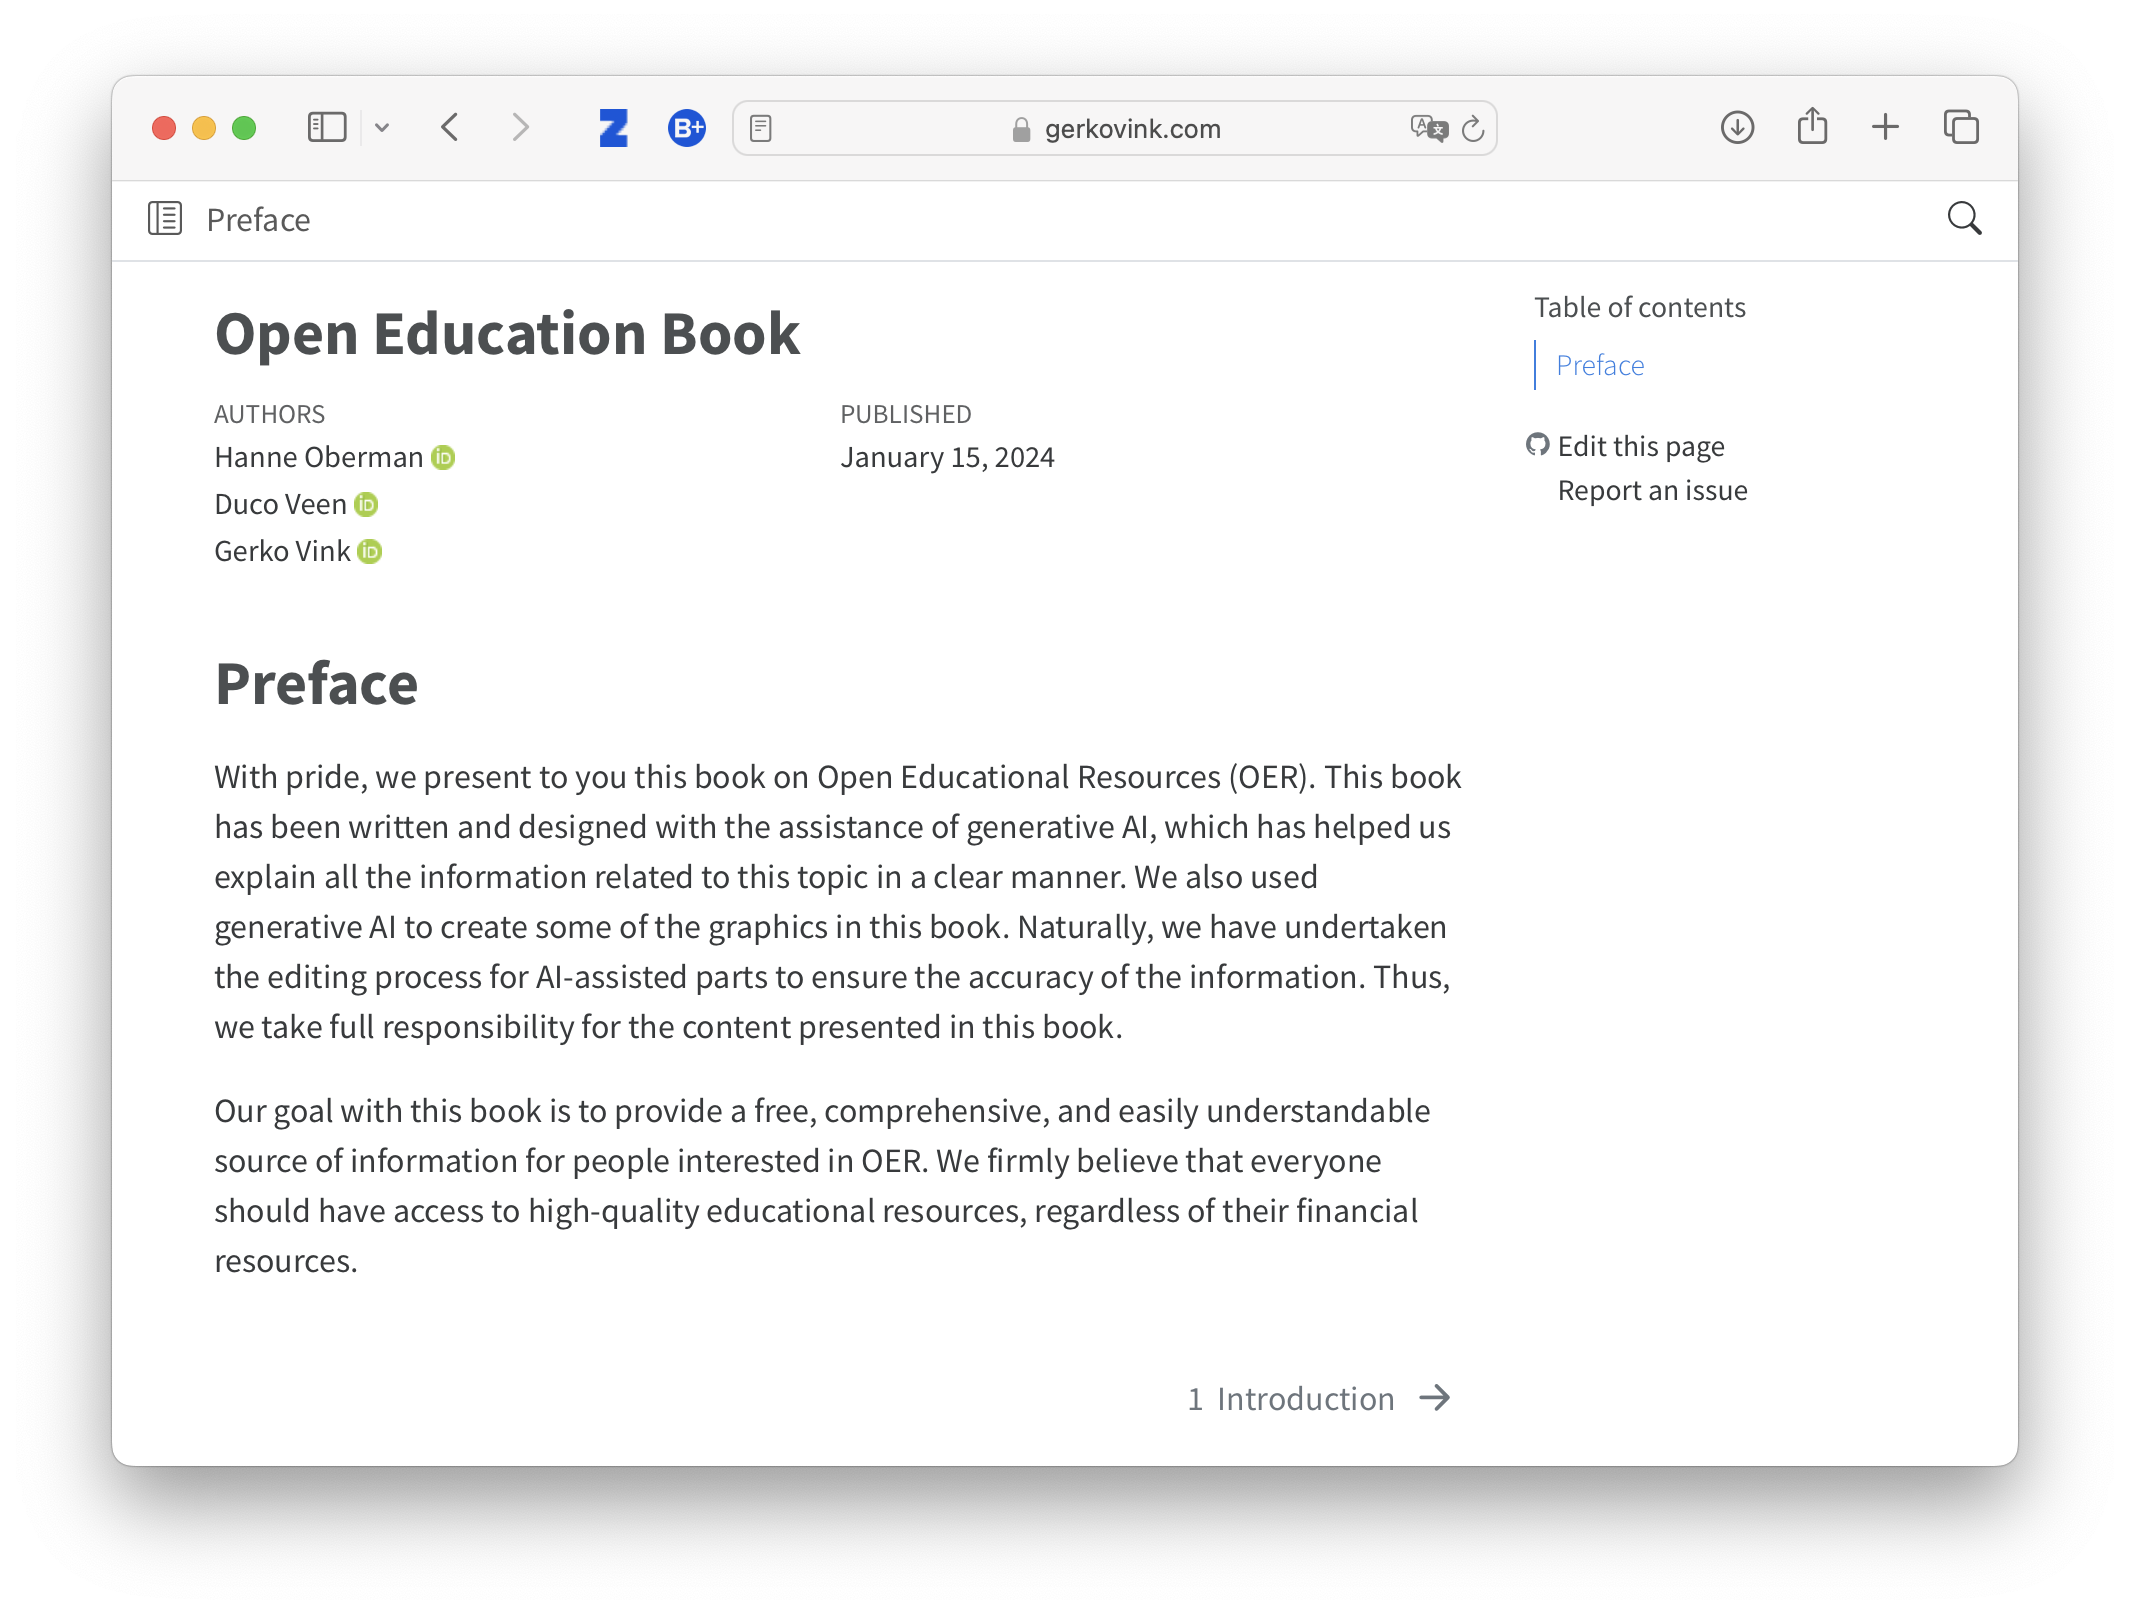 Z
B+
gerkovink.com
Preface
Open Education Book
AUTHORS
Hanne Oberman iD
Duco Veen iD
Gerko Vink iD
PUBLISHED
January 15, 2024
Preface
With pride, we present to you this book on Open Educational Resources (OER). This book
has been written and designed with the assistance of generative AI, which has helped us
explain all the information related to this topic in a clear manner. We also used
generative AI to create some of the graphics in this book. Naturally, we have undertaken
the editing process for AI-assisted parts to ensure the accuracy of the information. Thus,
we take full responsibility for the content presented in this book.
Our goal with this book is to provide a free, comprehensive, and easily understandable
source of information for people interested in OER. We firmly believe that everyone
should have access to high-quality educational resources, regardless of their financial
resources.
1 Introduction
Table of contents
Preface
Edit this page
Report an issue